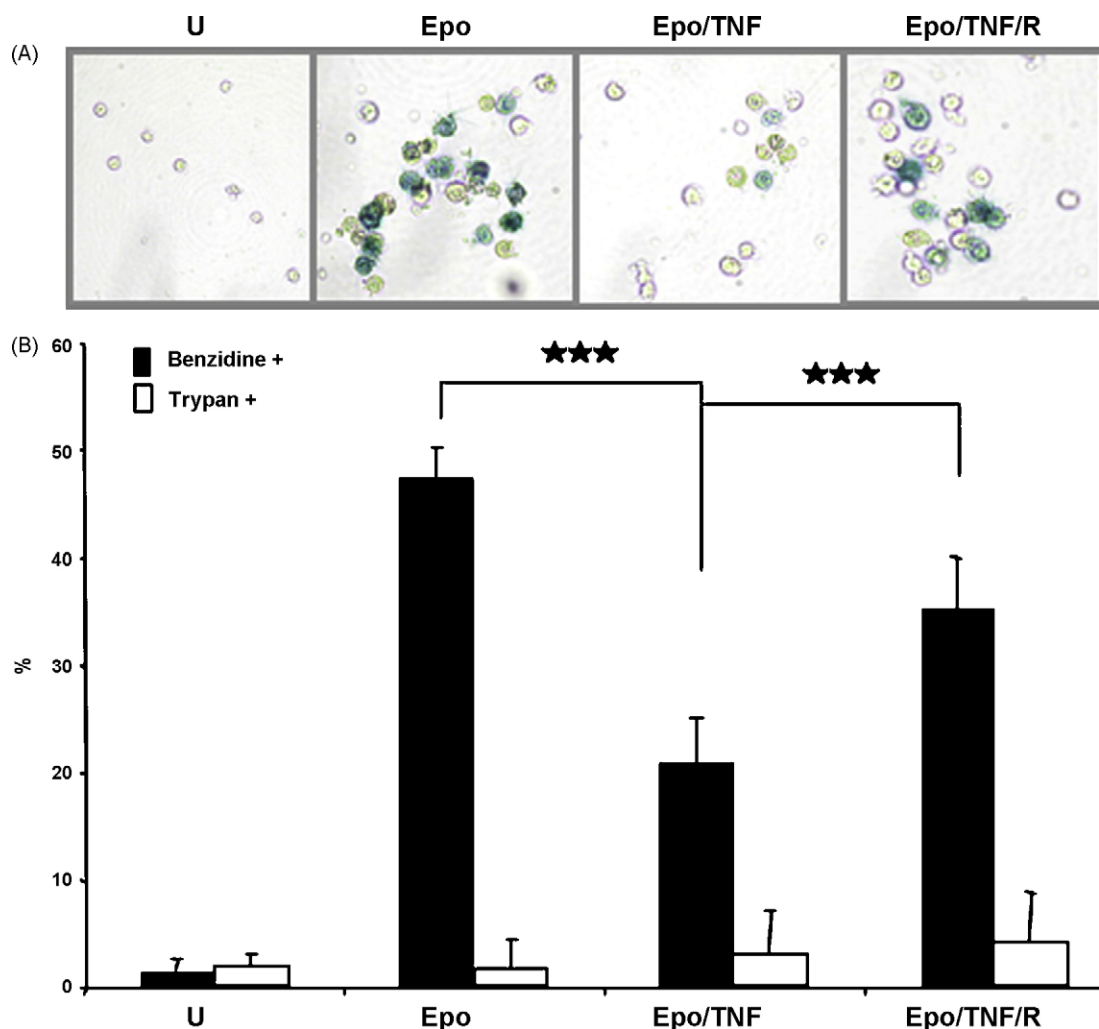 U Epo Epo/TNF Epo/TNF/R
(A)
(B)
60
Benzidine +
Trypan +
★★★
★★★
50
40
30
20
10
0
%
U Epo Epo/TNF Epo/TNF/R